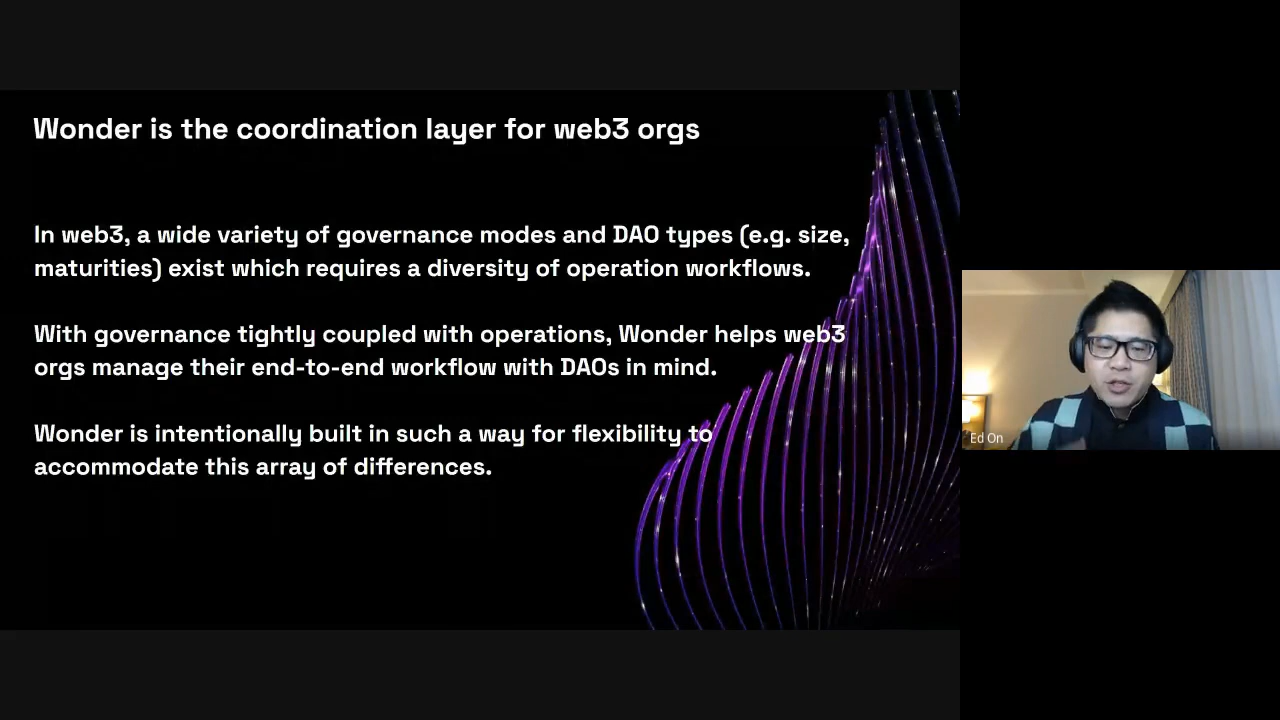 Wonder is the coordination layer for web3 orgs
In web3, a wide variety of governance modes and DAO types (e.g. size,
maturities) exist which requires a diversity of operation workflows.
With governance tightly coupled with operations, Wonder helps web3
orgs manage their end-to-end workflow with DAOs in mind.
Wonder is intentionally built in such a way for flexibility to
accommodate this array of differences.
Ed On